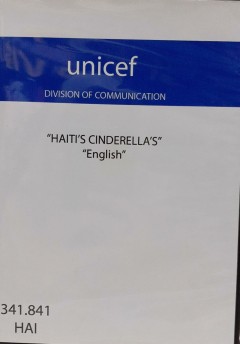 unicef
DIVISION OF COMMUNICATION
"HAITI'S CINDERELLA'S"
"English"
341.841
HAI